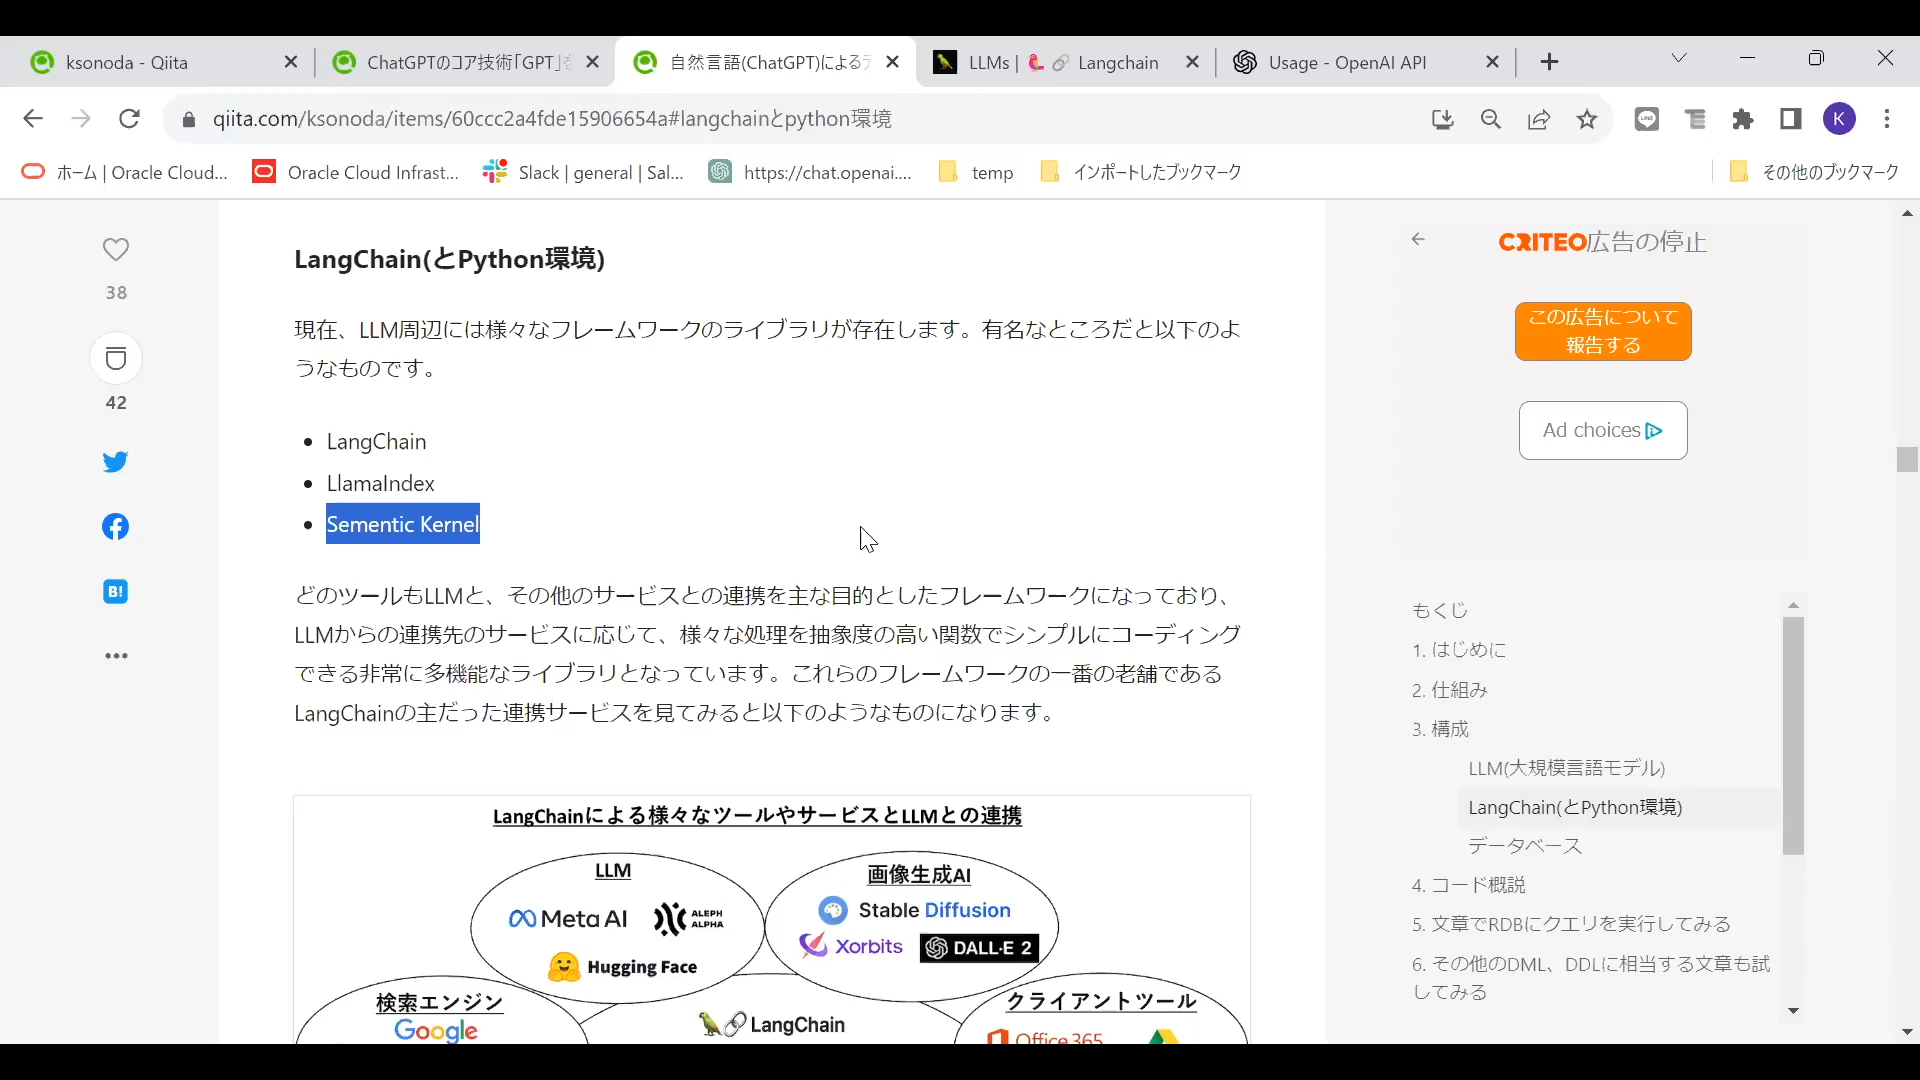 ksonoda - Qiita
ChatGPTのコア技術「GPT」を
自然言語(ChatGPT)によるデ
LLMs | Langchain
Usage - OpenAI API
qiita.com/ksonoda/items/60ccc2a4fde15906654a#langchainとpython環境
LINE
K
ホーム | Oracle Cloud...
Oracle Cloud Infrast...
Slack | general | Sal...
https://chat.openai....
temp
インポートしたブックマーク
その他のブックマーク
38
42
B!
LangChain(とPython環境)
現在、LLM周辺には様々なフレームワークのライブラリが存在します。有名なところだと以下のよ
うなものです。
LangChain
LlamaIndex
Sementic Kernel
どのツールもLLMと、その他のサービスとの連携を主な目的としたフレームワークになっており、
LLMからの連携先のサービスに応じて、様々な処理を抽象度の高い関数でシンプルにコーディング
できる非常に多機能なライブラリとなっています。これらのフレームワークの一番の老舗である
LangChainの主だった連携サービスを見てみると以下のようなものになります。
LangChainによる様々なツールやサービスとLLMとの連携
LLM
Meta AI
ALEPH
ALPHA
Hugging Face
画像生成AI
Stable Diffusion
Xorbits
DALL·E 2
検索エンジン
Google
LangChain
クライアントツール
Office 365
CRITEO広告の停止
この広告について
報告する
Ad choices
もくじ
1. はじめに
2. 仕組み
3. 構成
LLM(大規模言語モデル)
LangChain(とPython環境)
データベース
4. コード概説
5. 文章でRDBにクエリを実行してみる
6. その他のDML、DDLに相当する文章も試
してみる